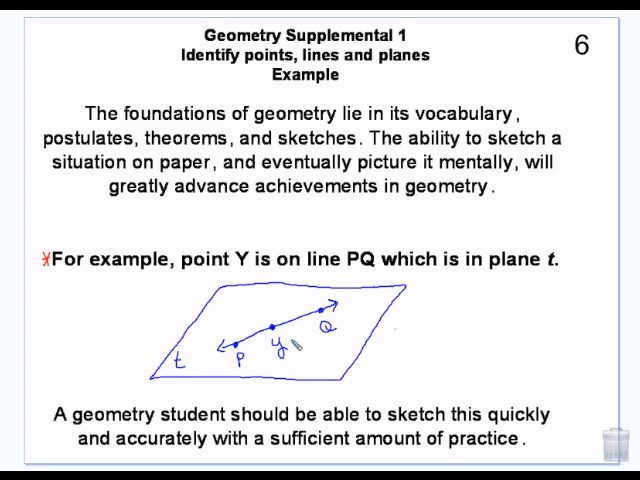 Geometry Supplemental 1
Identify points, lines and planes
Example
6
The foundations of geometry lie in its vocabulary,
postulates, theorems, and sketches. The ability to sketch a
situation on paper, and eventually picture it mentally, will
greatly advance achievements in geometry.
*For example, point Y is on line PQ which is in plane t.
Q
y
P
t
A geometry student should be able to sketch this quickly
and accurately with a sufficient amount of practice.